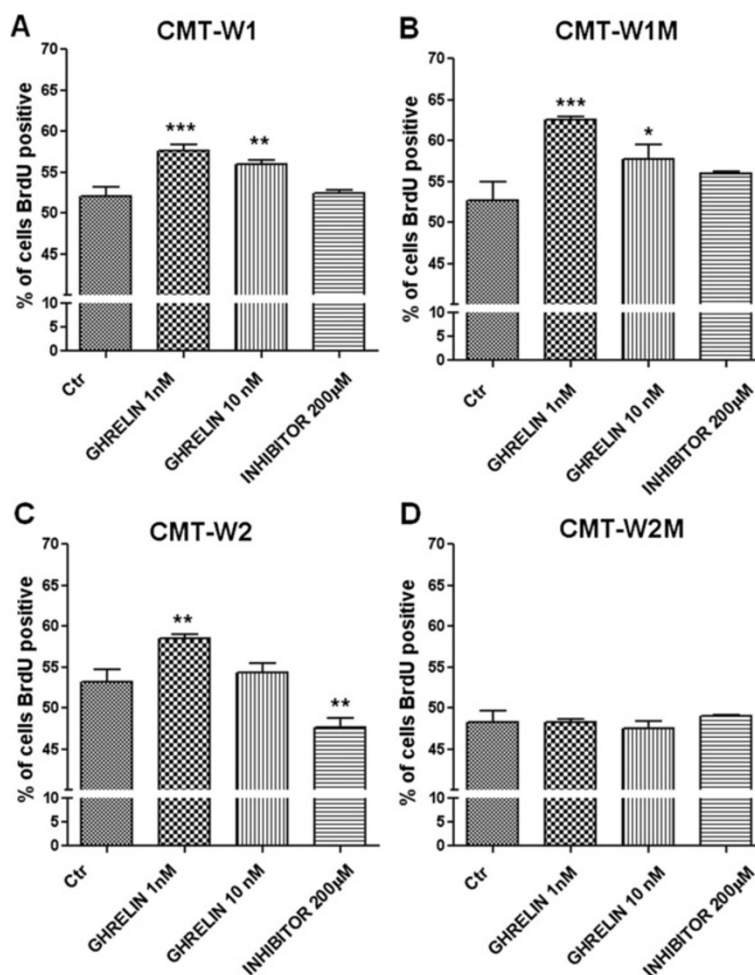 A
CMT-W1
% of cells BrdU positive
70
65
60
55
50
45
10
5
0
***
**
Ctr
GHRELIN 1nM
GHRELIN 10 nM
INHIBITOR 200µM
B
CMT-W1M
% of cells BrdU positive
70
65
60
55
50
45
10
5
0
***
*
Ctr
GHRELIN 1nM
GHRELIN 10 nM
INHIBITOR 200µM
C
CMT-W2
% of cells BrdU positive
70
65
60
55
50
45
10
5
0
**
**
Ctr
GHRELIN 1nM
GHRELIN 10 nM
INHIBITOR 200µM
D
CMT-W2M
% of cells BrdU positive
70
65
60
55
50
45
10
5
0
Ctr
GHRELIN 1nM
GHRELIN 10 nM
INHIBITOR 200µM